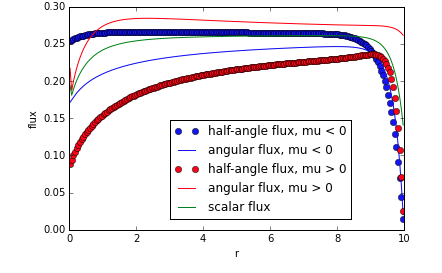 0.30
0.25
0.20
0.15
0.10
0.05
0.00
flux
half-angle flux, mu < 0
angular flux, mu < 0
half-angle flux, mu > 0
angular flux, mu > 0
scalar flux
0 2 4 6 8 10
r